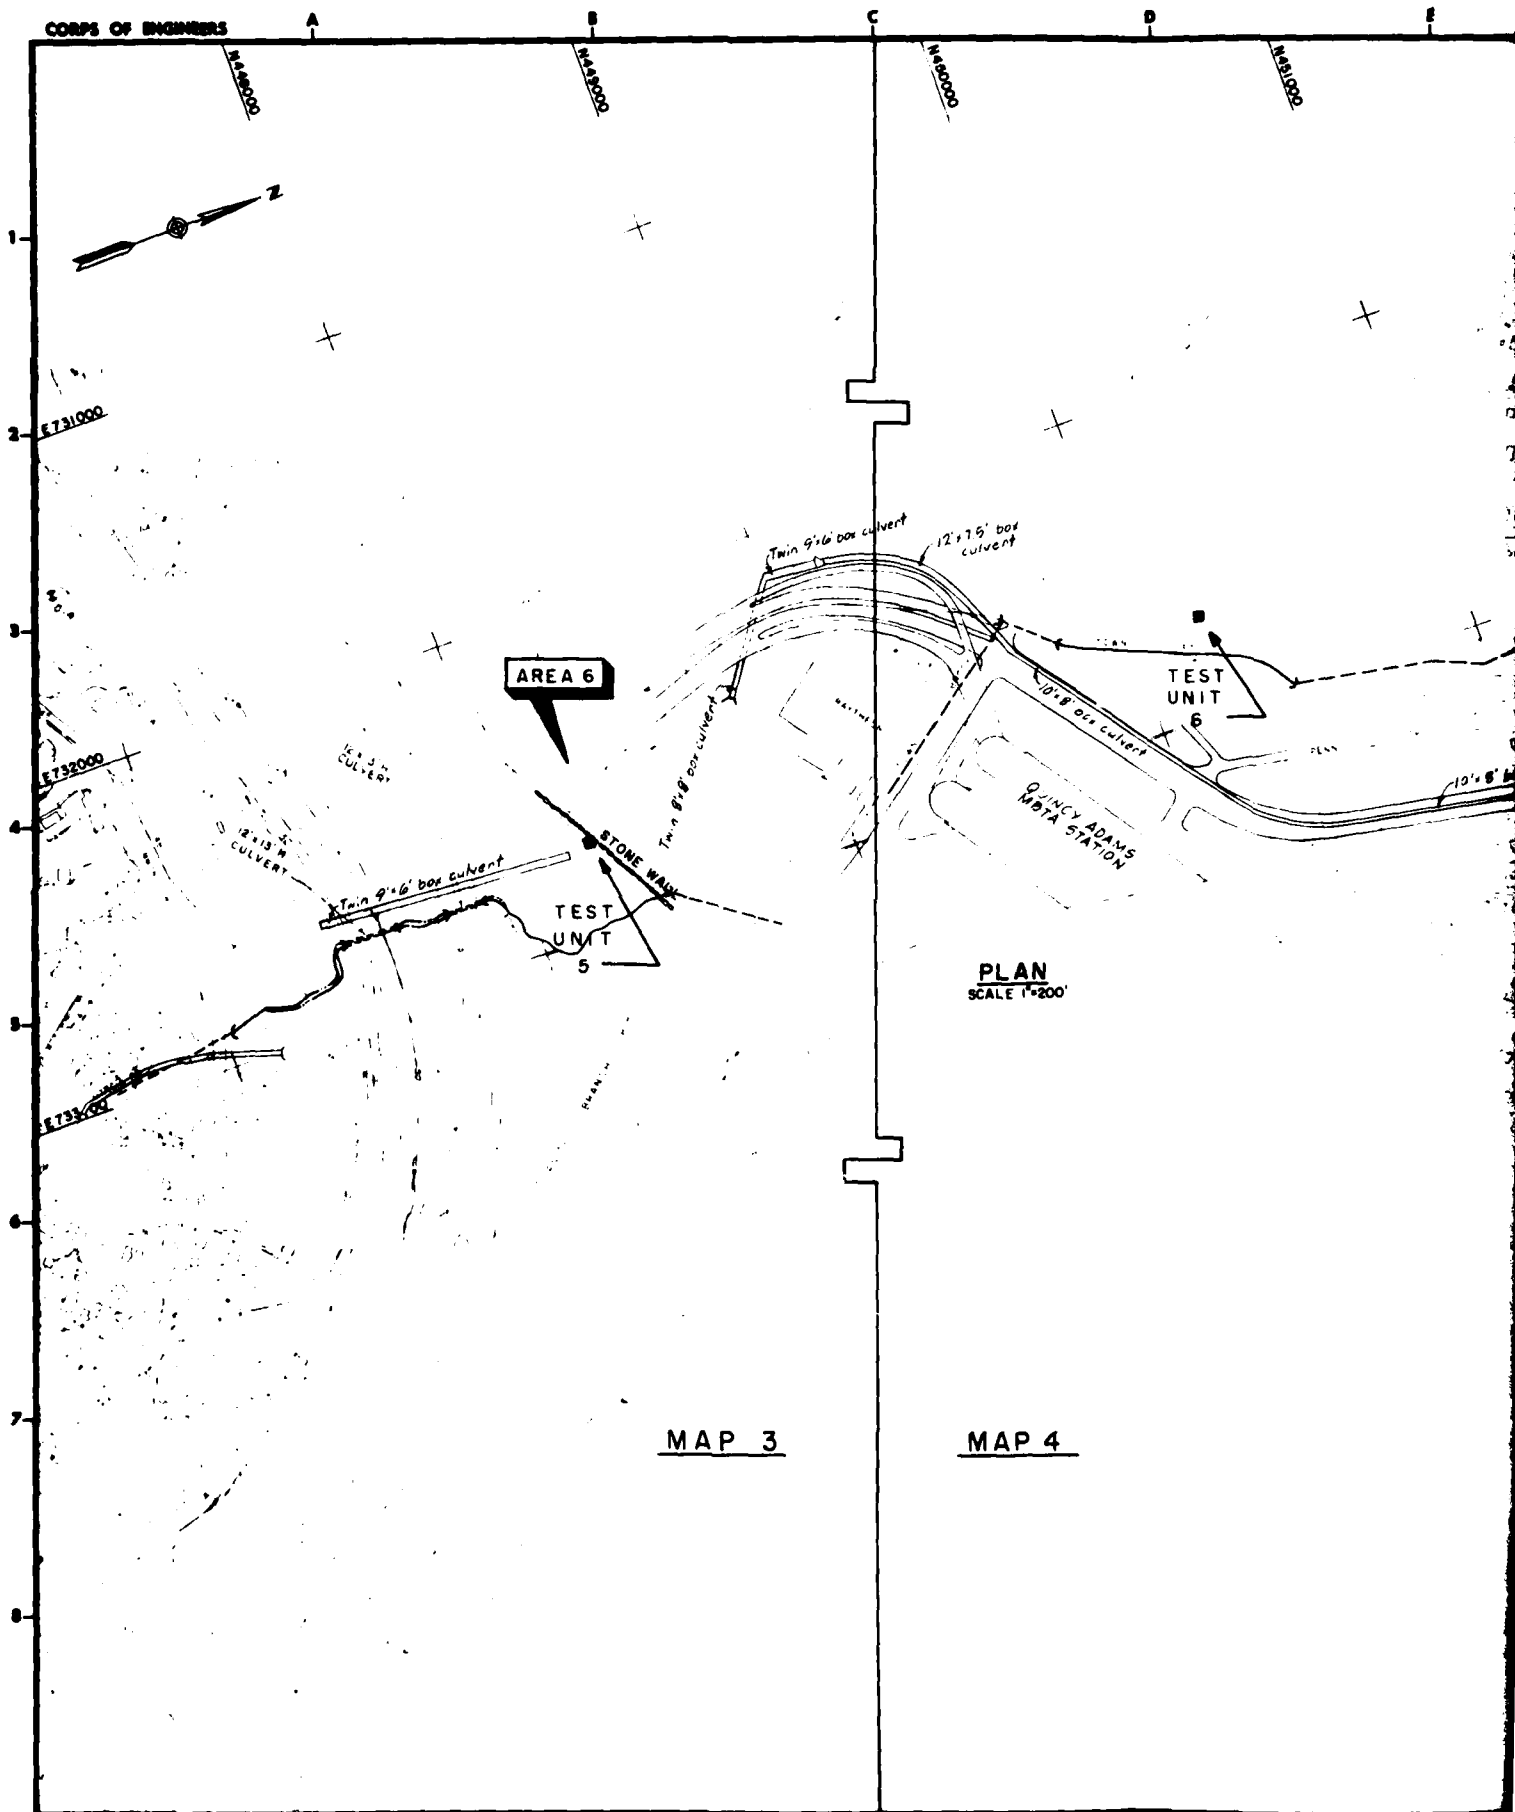 CORPS OF ENGINEERS
A
B
C
D
E
N448000
N449000
N450000
N451000
Z
1
2
3
4
5
6
7
8
E731000
E732000
Twin 9'x6' box culvert
12'x7.5' box
culvert
AREA 6
TEST
UNIT
6
10'x8' box culvert
Twin 8'x8' box culvert
CULVERT
12'x13' H
CULVERT
Twin 9'x6' box culvert
STONE WALL
QUINCY ADAMS
MBTA STATION
10'x8'
TEST
UNIT
5
PLAN
SCALE 1"=200'
BRANCH
MAP 3
MAP 4